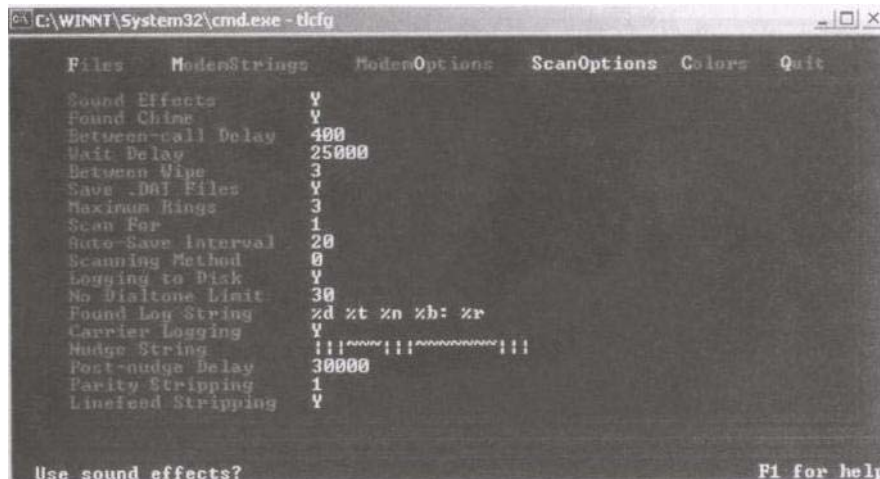 C:\WINNT\System32\cmd.exe - tlcfg
Files ModemStrings ModemOptions ScanOptions Colors Quit
Sound Effects Y
Found Chime Y
Between-call Delay 400
Wait Delay 25000
Between Wipe 3
Save .DAT Files Y
Maximum Rings 3
Scan For 1
Auto-Save Interval 20
Scanning Method 0
Logging to Disk Y
No Dialtone Limit 30
Found Log String %d %t %n %b: %r
Carrier Logging Y
Nudge String |||~~~|||~~~~~~~|||
Post-nudge Delay 30000
Parity Stripping 1
Linefeed Stripping Y
Use sound effects? F1 for help